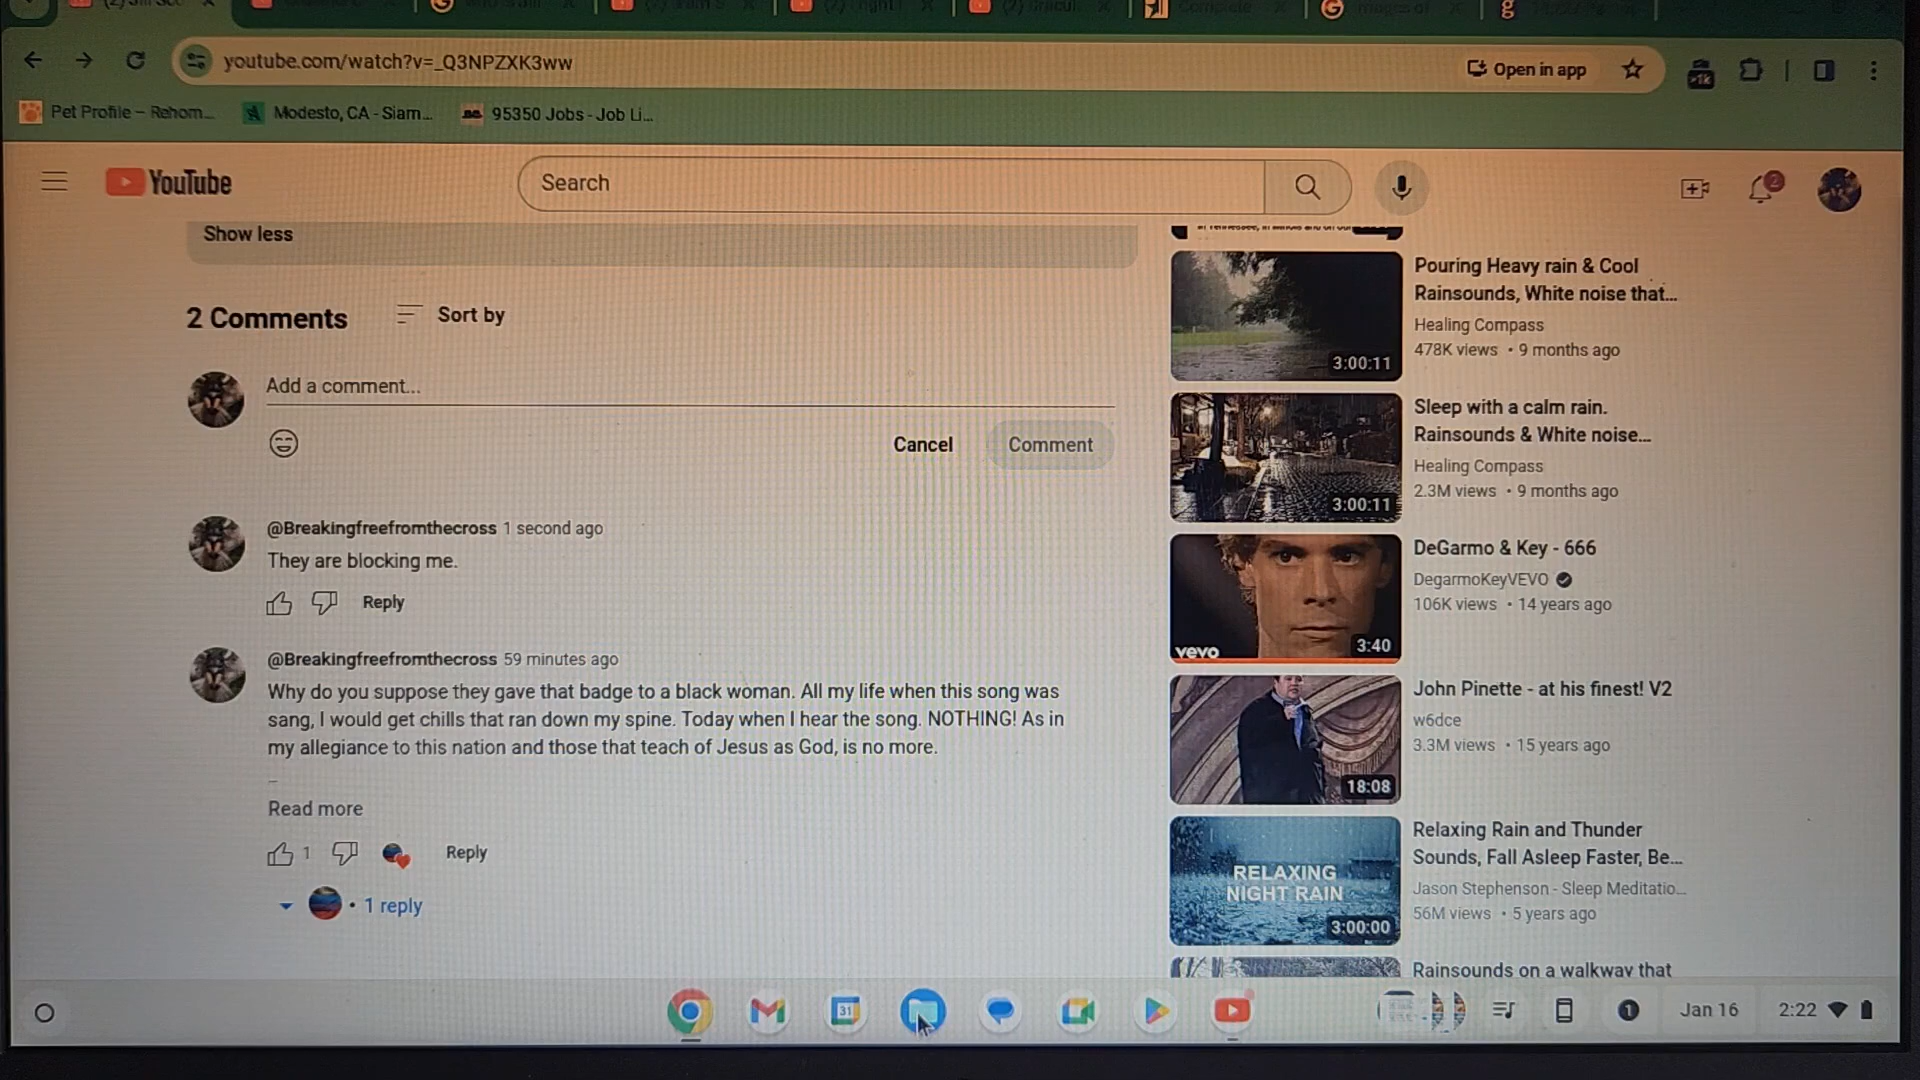 youtube.com/watch?v=_Q3NPZXK3ww
Open in app
Pet Profile – Rehom...
Modesto, CA - Siam...
95350 Jobs - Job Li...
YouTube
Search
2
Show less
2 Comments
Sort by
Add a comment...
Cancel
Comment
@Breakingfreefromthecross 1 second ago
They are blocking me.
Reply
@Breakingfreefromthecross 59 minutes ago
Why do you suppose they gave that badge to a black woman. All my life when this song was
sang, I would get chills that ran down my spine. Today when I hear the song. NOTHING! As in
my allegiance to this nation and those that teach of Jesus as God, is no more.
Read more
1
Reply
1 reply
Pouring Heavy rain & Cool
Rainsounds, White noise that...
Healing Compass
478K views • 9 months ago
3:00:11
Sleep with a calm rain.
Rainsounds & White noise...
Healing Compass
2.3M views • 9 months ago
3:00:11
DeGarmo & Key - 666
DegarmoKeyVEVO
106K views • 14 years ago
vevo
3:40
John Pinette - at his finest! V2
w6dce
3.3M views • 15 years ago
18:08
Relaxing Rain and Thunder
Sounds, Fall Asleep Faster, Be...
Jason Stephenson - Sleep Meditatio...
56M views • 5 years ago
RELAXING
NIGHT RAIN
3:00:00
Rainsounds on a walkway that
31
1
Jan 16
2:22